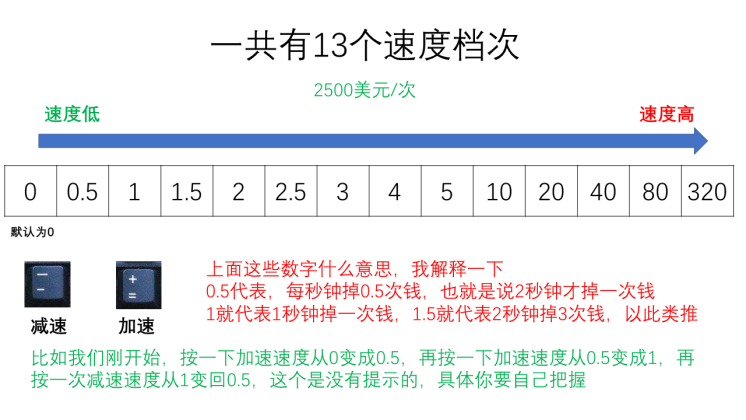 一共有13个速度档次
2500美元/次
速度低
速度高
0 0.5 1 1.5 2 2.5 3 4 5 10 20 40 80 320
默认为0
— -
+ =
减速
加速
上面这些数字什么意思，我解释一下
0.5代表，每秒钟掉0.5次钱，也就是说2秒钟才掉一次钱
1就代表1秒钟掉一次钱，1.5就代表2秒钟掉3次钱，以此类推
比如我们刚开始，按一下加速速度从0变成0.5，再按一下加速速度从0.5变成1，再
按一次减速速度从1变回0.5，这个是没有提示的，具体你要自己把握